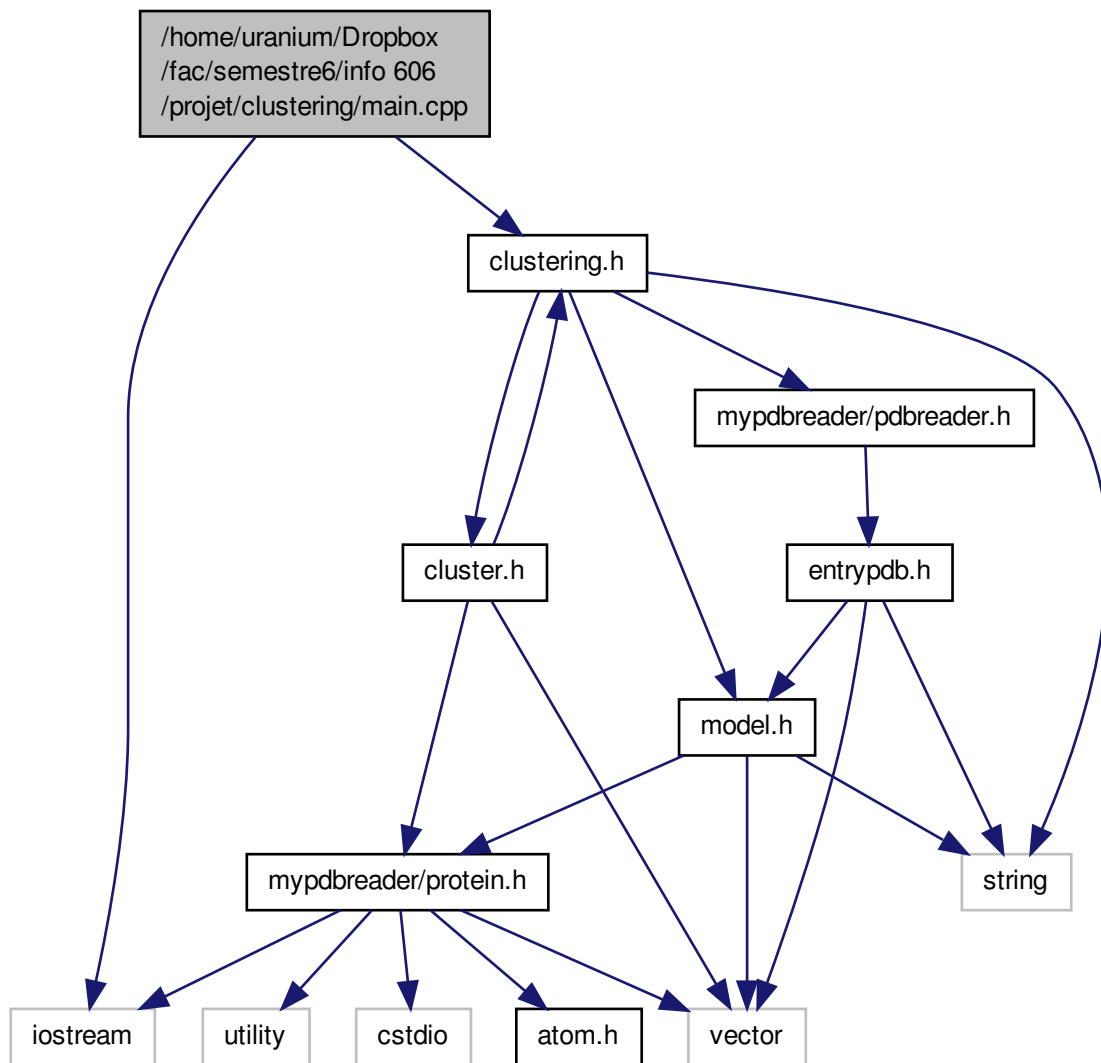 /home/uranium/Dropbox
/fac/semestre6/info 606
/projet/clustering/main.cpp
clustering.h
mypdbreader/pdbreader.h
cluster.h
entrypdb.h
model.h
mypdbreader/protein.h
string
iostream
utility
cstdio
atom.h
vector